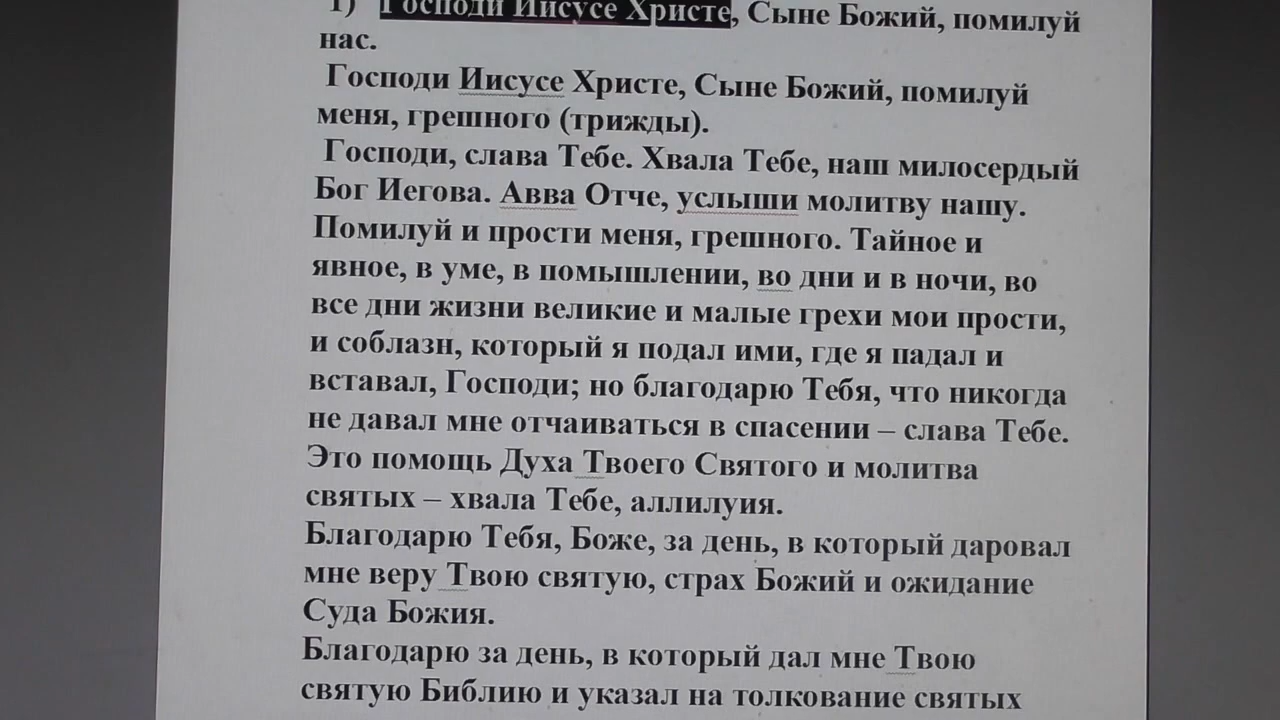 1) Господи Иисусе Христе, Сыне Божий, помилуй
нас.
Господи Иисусе Христе, Сыне Божий, помилуй
меня, грешного (трижды).
Господи, слава Тебе. Хвала Тебе, наш милосердый
Бог Иегова. Авва Отче, услыши молитву нашу.
Помилуй и прости меня, грешного. Тайное и
явное, в уме, в помышлении, во дни и в ночи, во
все дни жизни великие и малые грехи мои прости,
и соблазн, который я подал ими, где я падал и
вставал, Господи; но благодарю Тебя, что никогда
не давал мне отчаиваться в спасении – слава Тебе.
Это помощь Духа Твоего Святого и молитва
святых – хвала Тебе, аллилуия.
Благодарю Тебя, Боже, за день, в который даровал
мне веру Твою святую, страх Божий и ожидание
Суда Божия.
Благодарю за день, в который дал мне Твою
святую Библию и указал на толкование святых